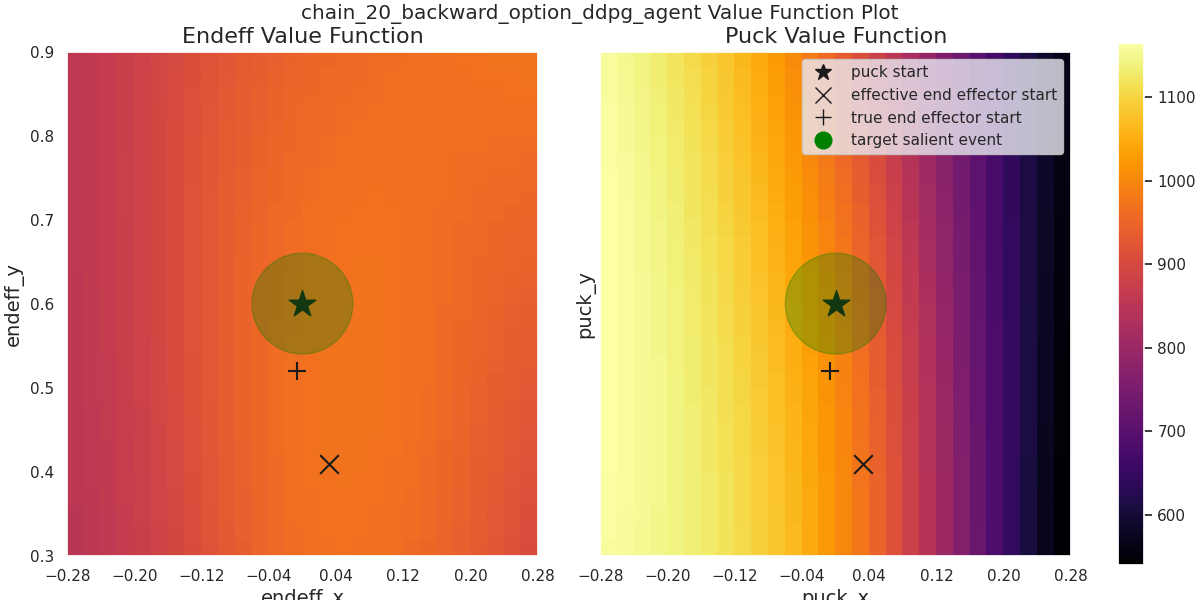 chain_20_backward_option_ddpg_agent Value Function Plot
Endeff Value Function
Puck Value Function
puck start
effective end effector start
true end effector start
target salient event
endeff_y
0.9
0.8
0.7
0.6
0.5
0.4
0.3
−0.28 −0.20 −0.12 −0.04 0.04 0.12 0.20 0.28
endeff_x
puck_y
−0.28 −0.20 −0.12 −0.04 0.04 0.12 0.20 0.28
puck_x
1100
1000
900
800
700
600